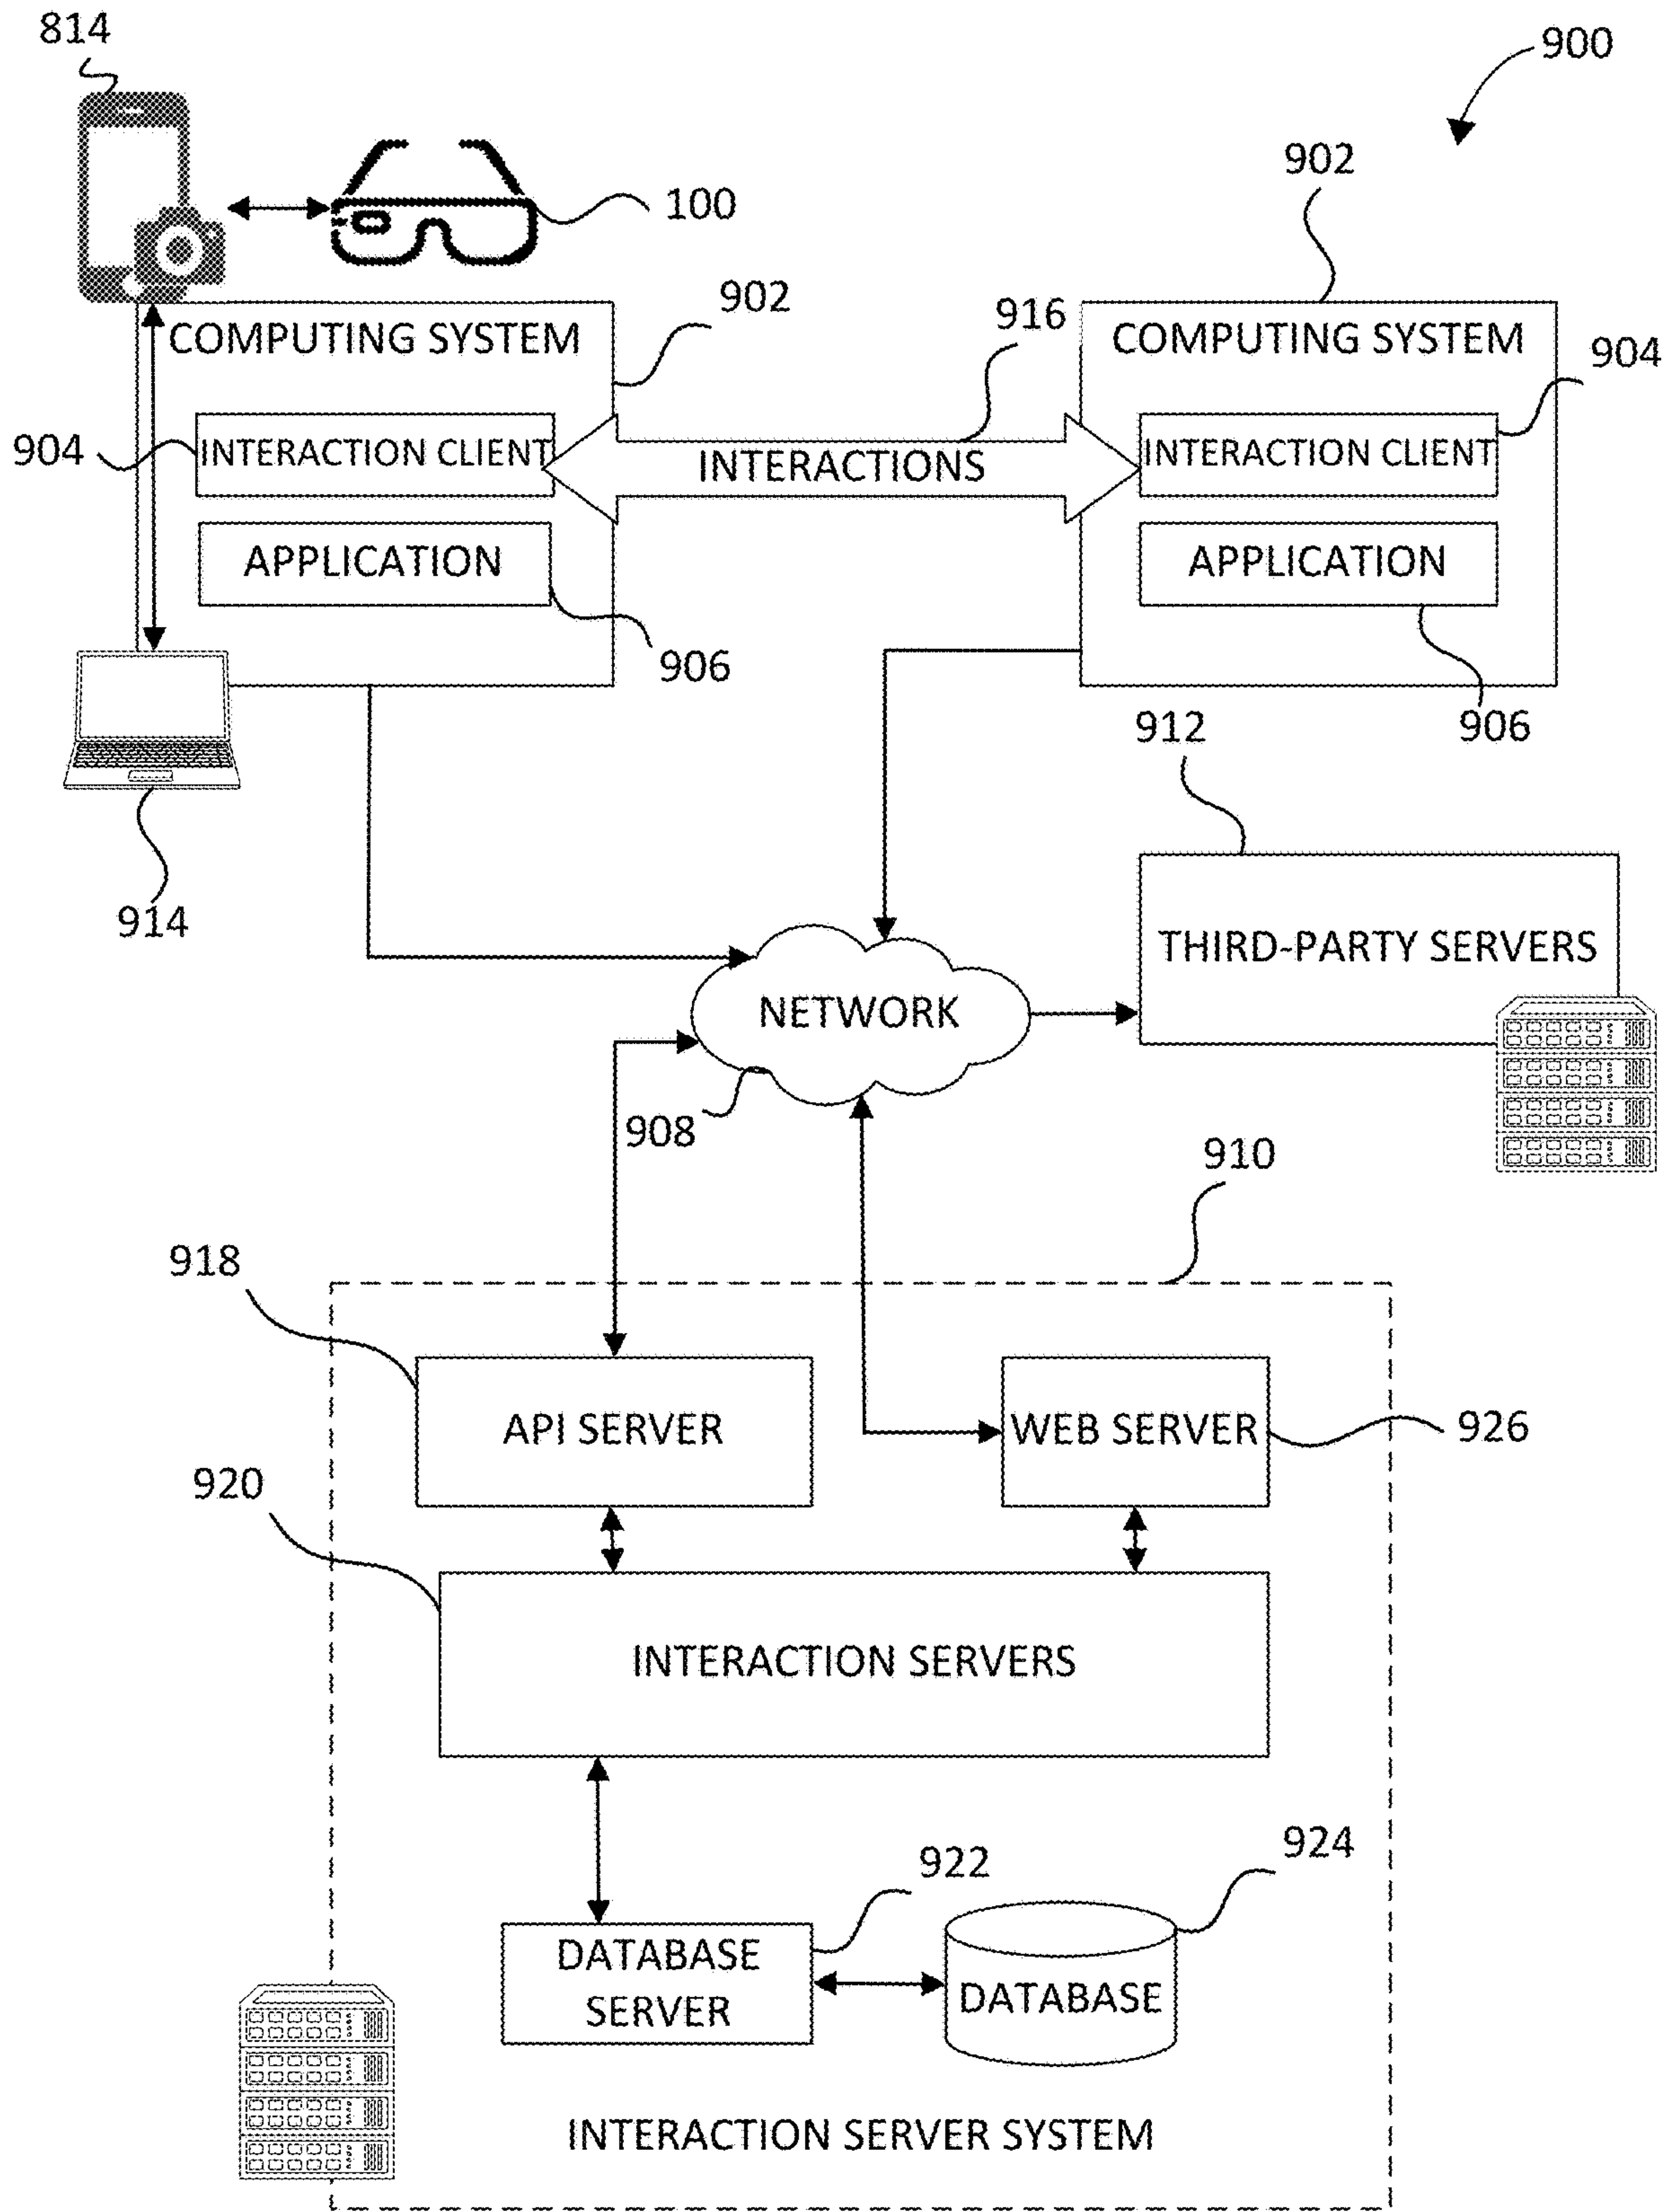 814
900
902
100
902
916
COMPUTING SYSTEM
COMPUTING SYSTEM
904
904
INTERACTION CLIENT
INTERACTIONS
INTERACTION CLIENT
APPLICATION
APPLICATION
906
906
912
914
THIRD-PARTY SERVERS
NETWORK
908
910
918
API SERVER
WEB SERVER
926
920
INTERACTION SERVERS
922
924
DATABASE
SERVER
DATABASE
INTERACTION SERVER SYSTEM